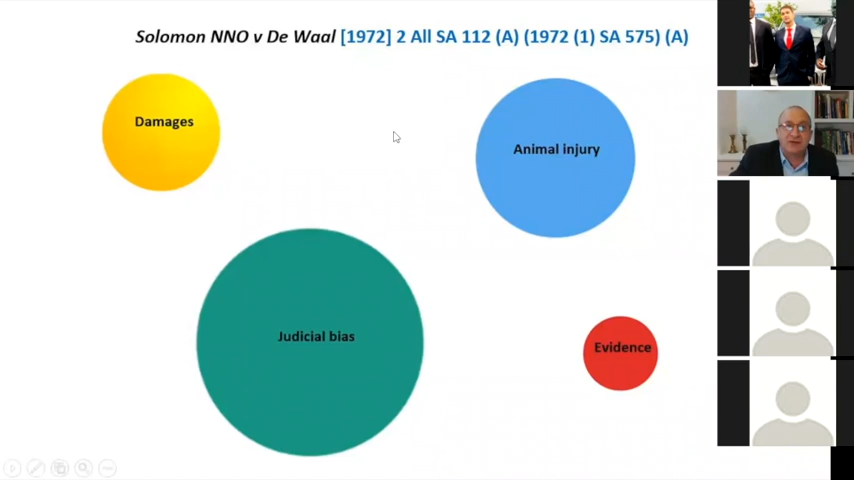 Solomon NNO v De Waal [1972] 2 All SA 112 (A) (1972 (1) SA 575) (A)
Damages
Animal injury
Judicial bias
Evidence